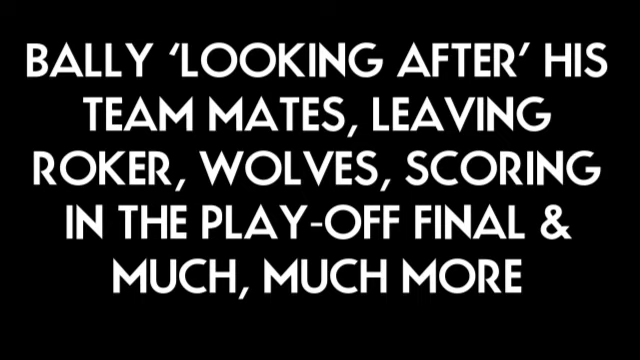 BALLY ‘LOOKING AFTER’ HIS
TEAM MATES, LEAVING
ROKER, WOLVES, SCORING
IN THE PLAY-OFF FINAL &
MUCH, MUCH MORE